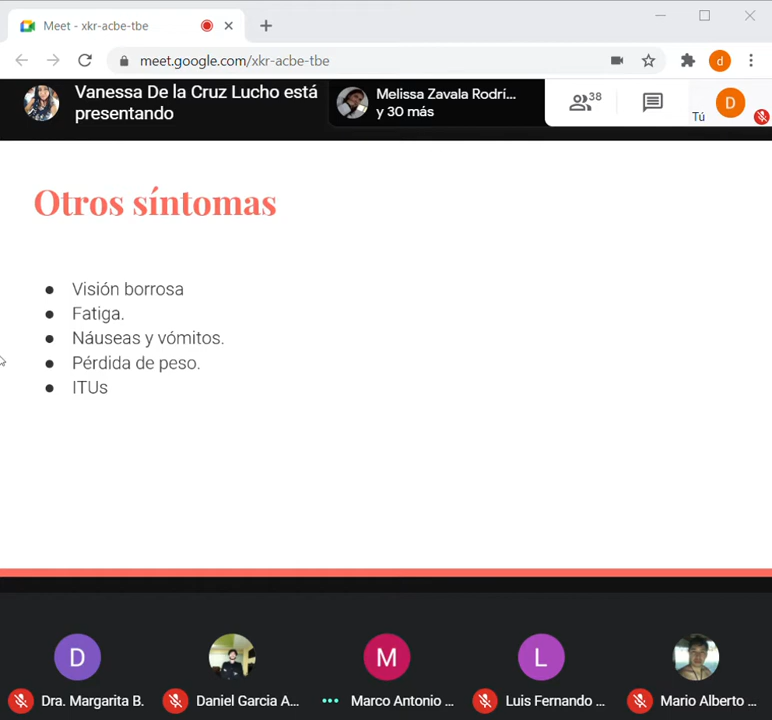 Meet - xkr-acbe-tbe
meet.google.com/xkr-acbe-tbe
d
Vanessa De la Cruz Lucho está
presentando
Melissa Zavala Rodrí...
y 30 más
38
Tú
D
Otros síntomas
● Visión borrosa
● Fatiga.
● Náuseas y vómitos.
● Pérdida de peso.
● ITUs
D
M
L
Dra. Margarita B.
Daniel Garcia A...
Marco Antonio ...
Luis Fernando ...
Mario Alberto ...